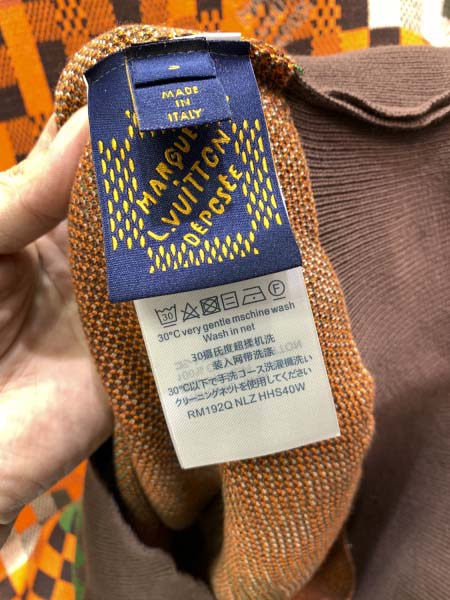 MADE IN
ITALY
MARQUE
L.VUITTON
DÉPOSÉE
30 F
30°C very gentle mschine wash
Wash in net
30摄氏度超揉机洗
装入网带洗涤
30℃以下で手洗コース洗濯機洗い
クリーニングネットを使用してください
RM192Q NLZ HHS40W